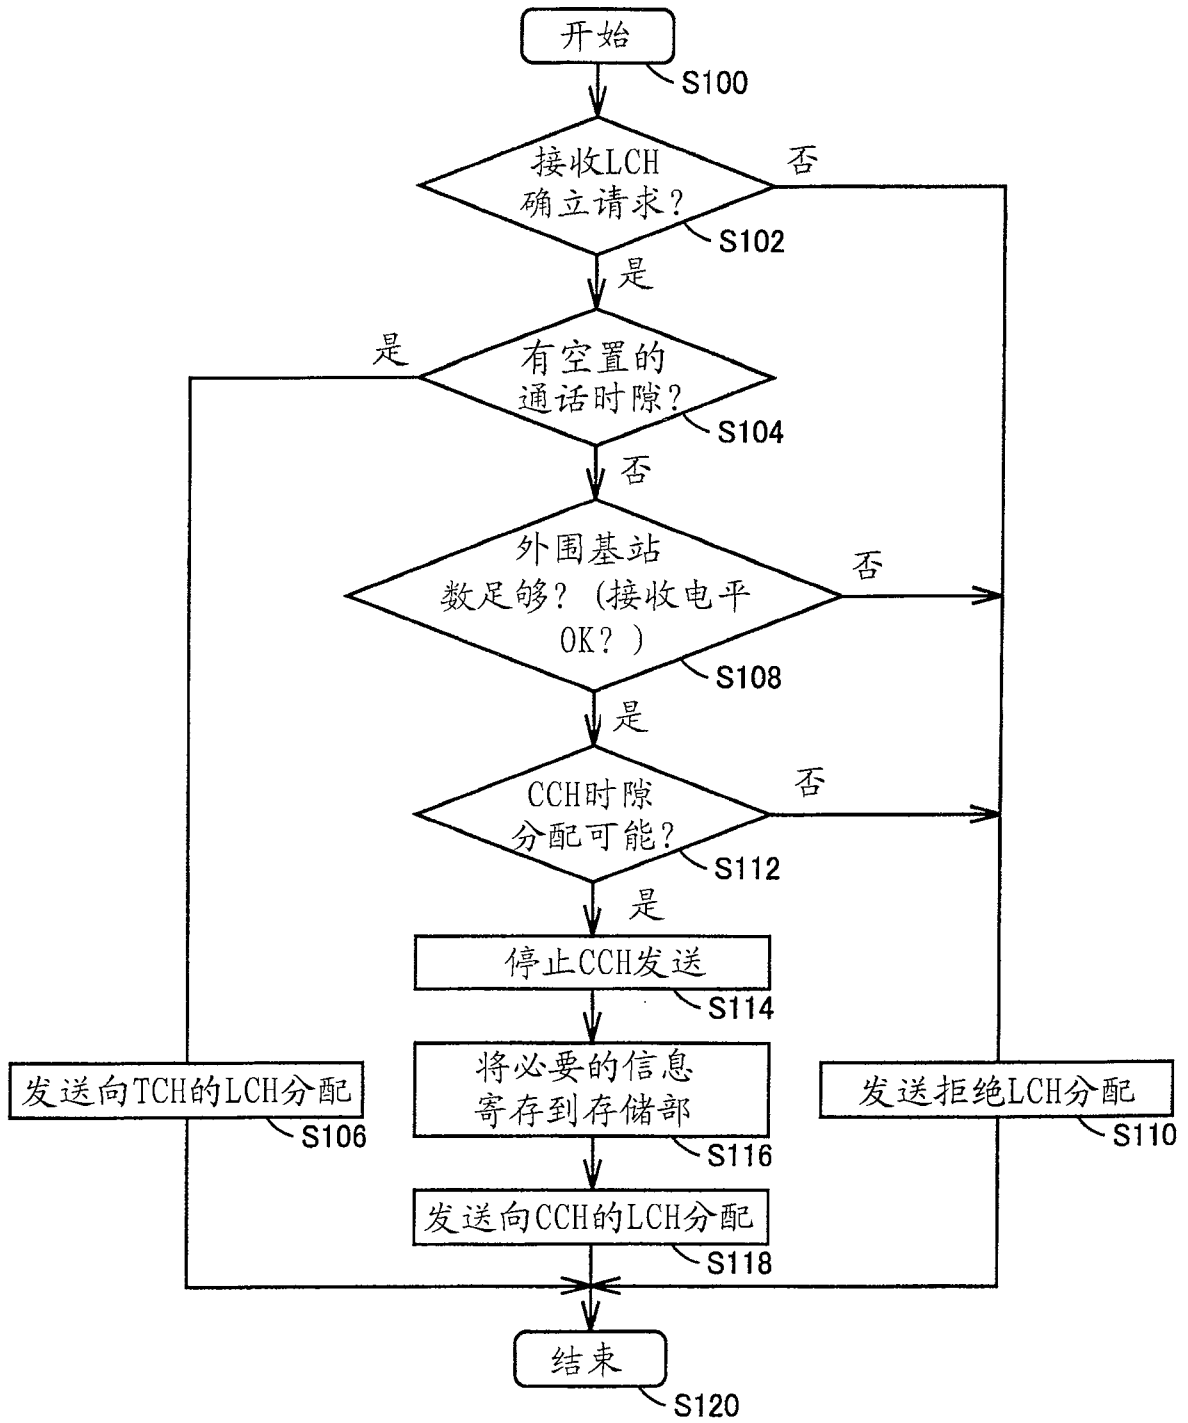 开始
S100
接收LCH
确立请求?
否
S102
是
有空置的
通话时隙?
是
S104
否
外围基站
数足够? (接收电平
OK? )
否
S108
是
CCH时隙
分配可能?
否
S112
是
停止CCH发送
S114
将必要的信息
寄存到存储部
S116
发送向TCH的LCH分配
S106
发送拒绝LCH分配
S110
发送向CCH的LCH分配
S118
结束
S120